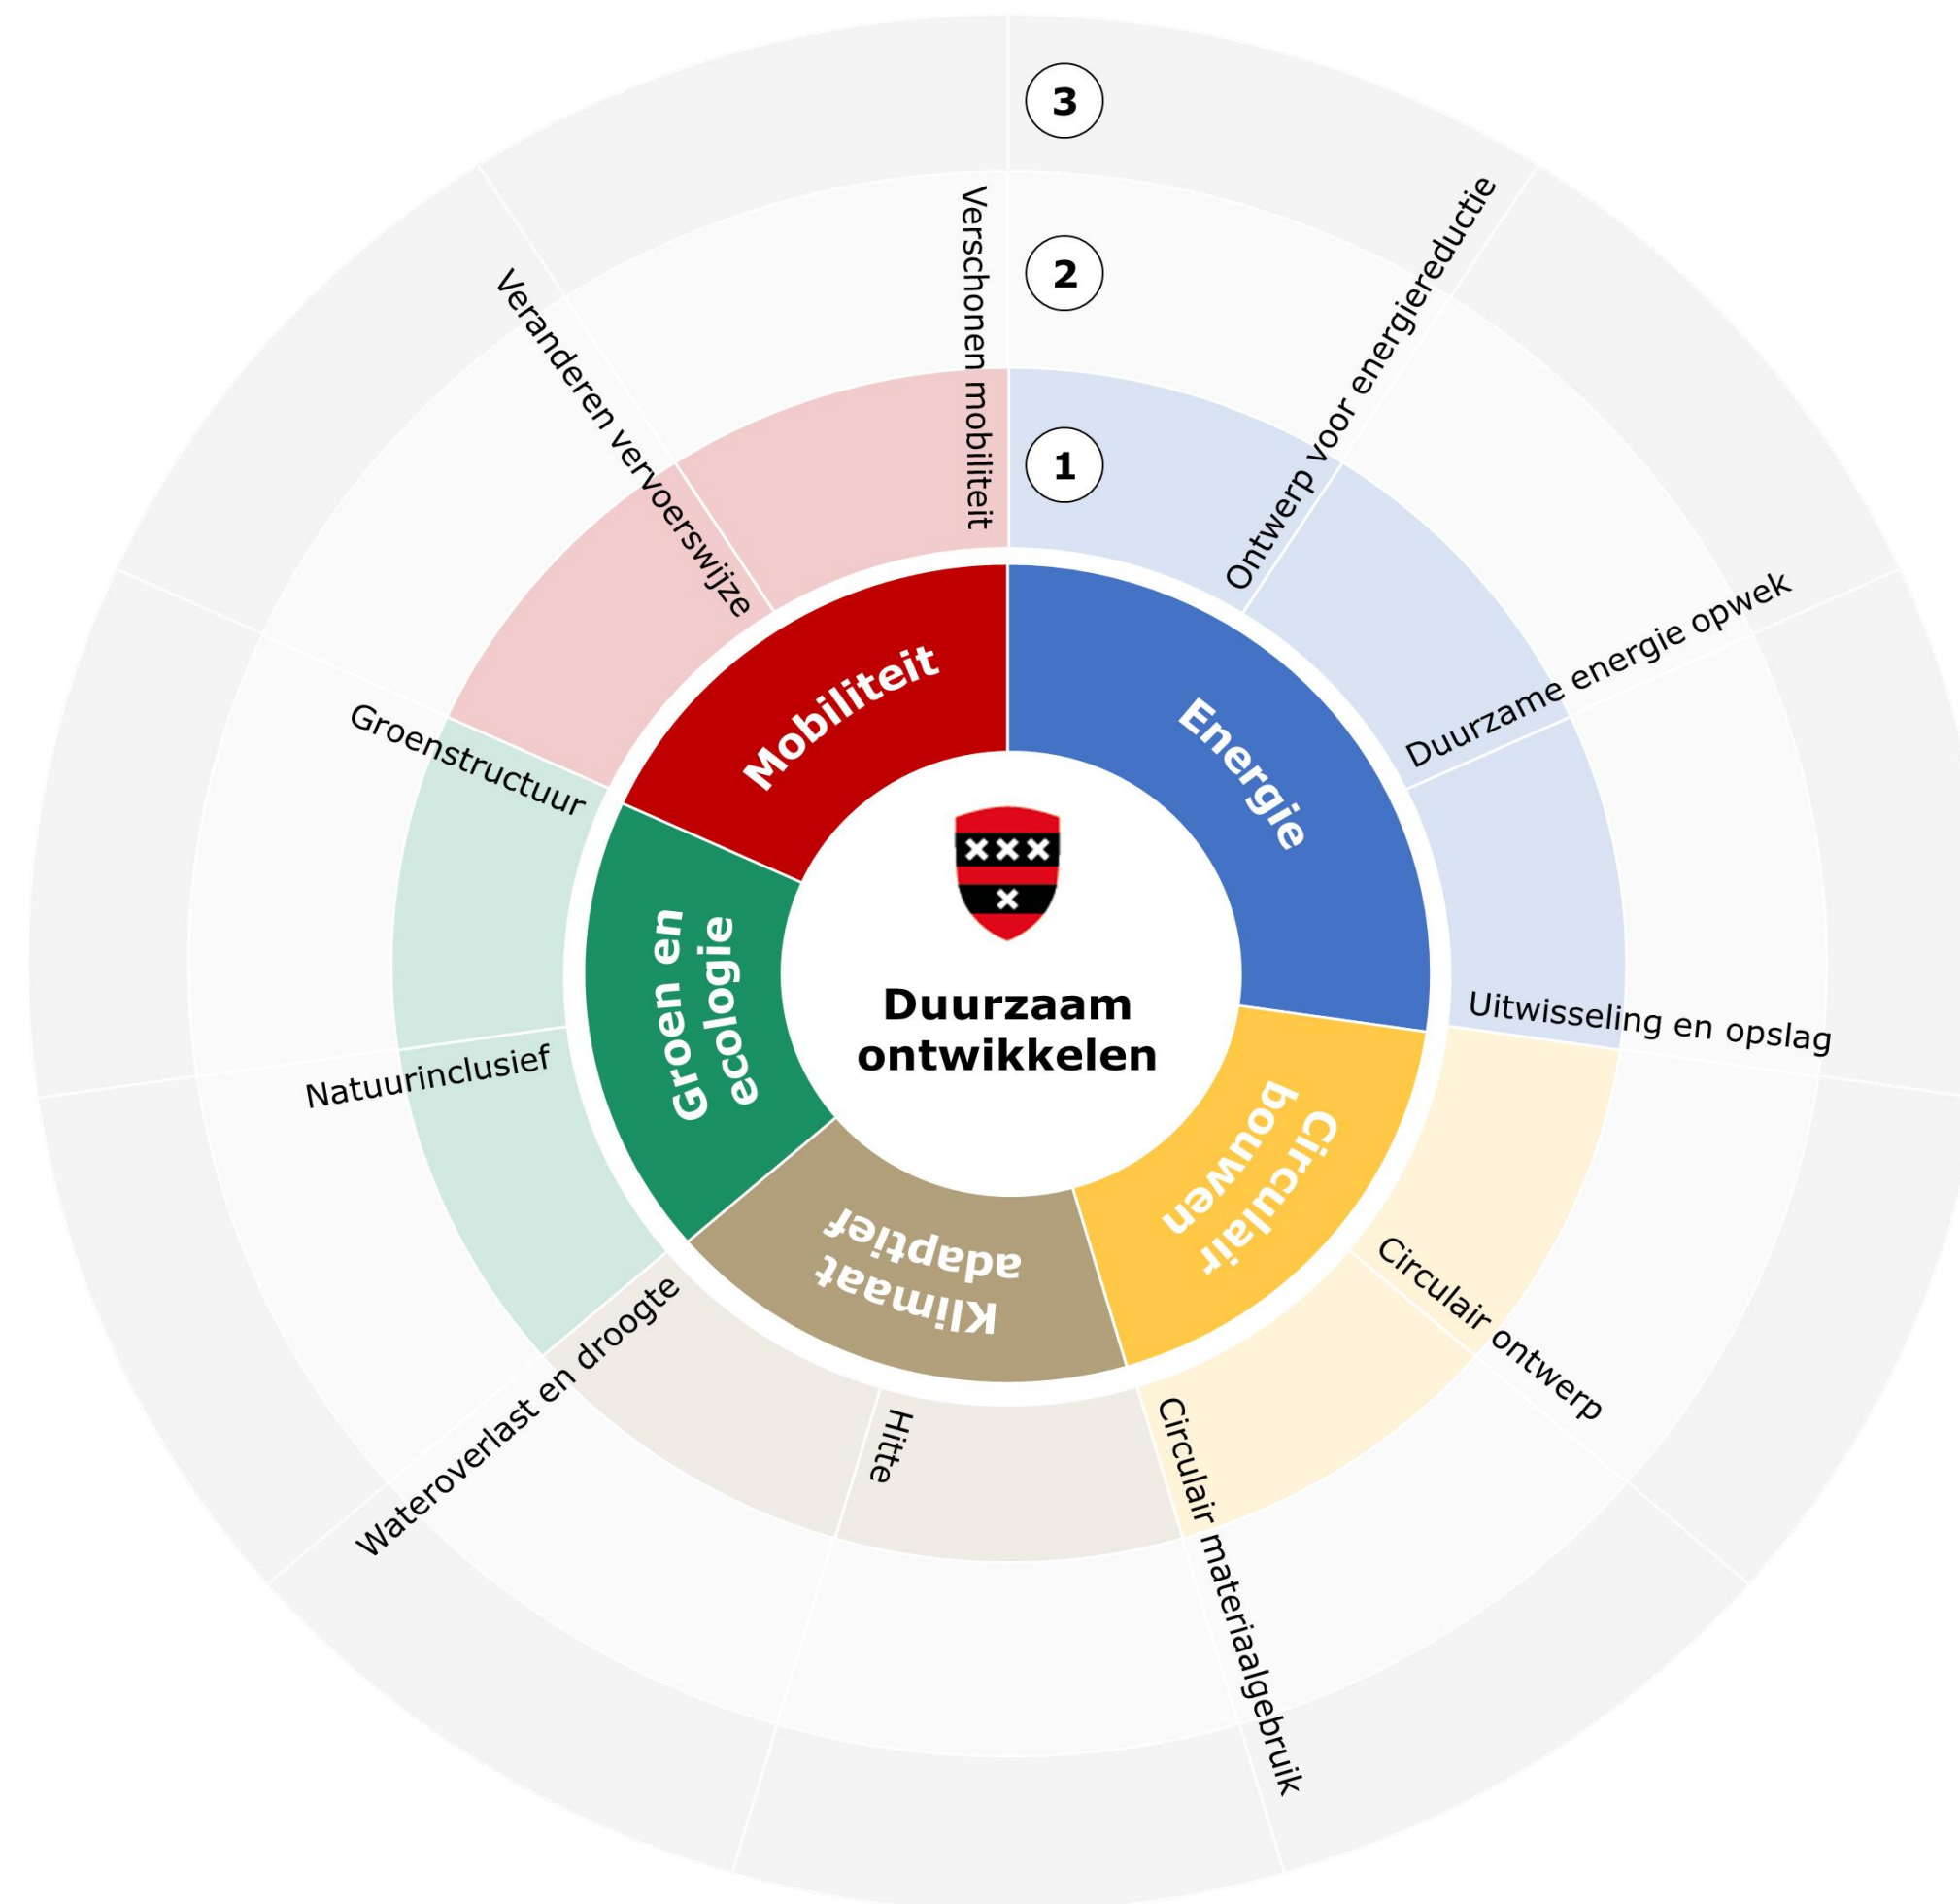 3
2
1
Verschonen mobiliteit
Ontwerp voor energiereductie
Duurzame energie opwek
Uitwisseling en opslag
Circulair ontwerp
Circulair materiaalgebruik
Hitte
Wateroverlast en droogte
Natuurinclusief
Groenstructuur
Veranderen vervoerswijze
Mobiliteit
Energie
Circulair
bouwen
Klimaat
adaptief
Groen en
ecologie
Duurzaam
ontwikkelen